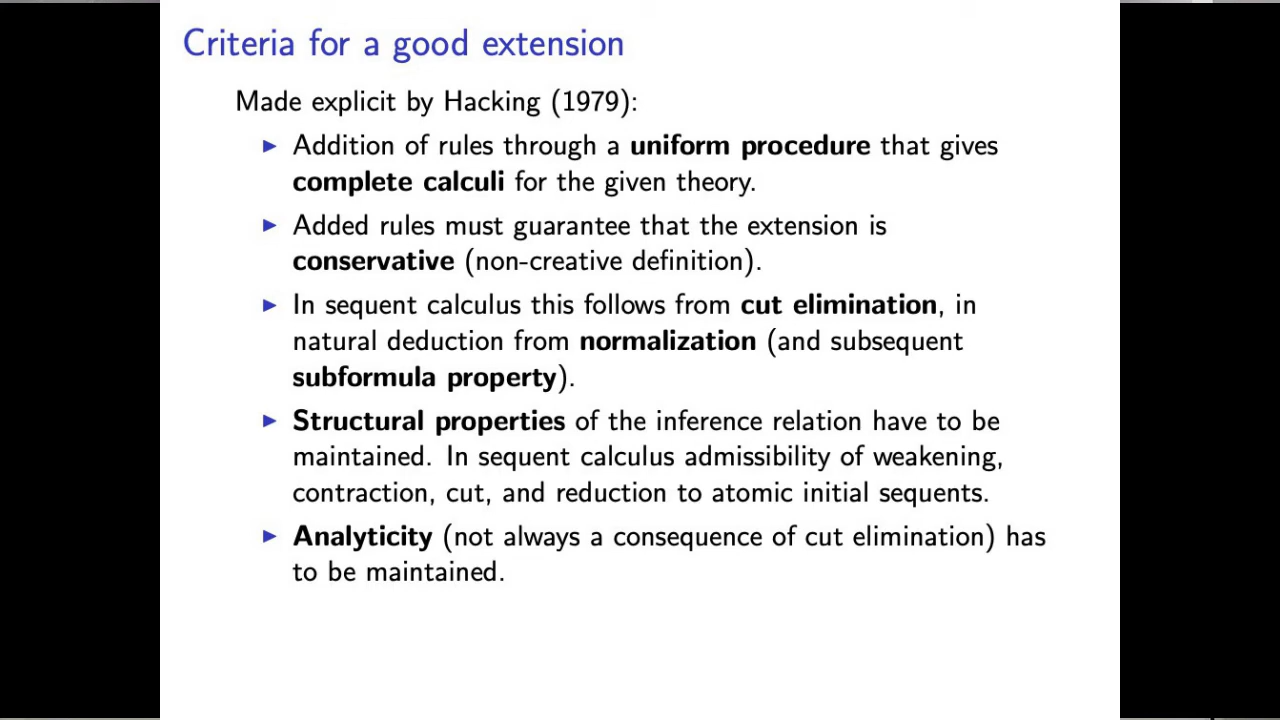 Criteria for a good extension
Made explicit by Hacking (1979):
▶ Addition of rules through a uniform procedure that gives
complete calculi for the given theory.
▶ Added rules must guarantee that the extension is
conservative (non-creative definition).
▶ In sequent calculus this follows from cut elimination, in
natural deduction from normalization (and subsequent
subformula property).
▶ Structural properties of the inference relation have to be
maintained. In sequent calculus admissibility of weakening,
contraction, cut, and reduction to atomic initial sequents.
▶ Analyticity (not always a consequence of cut elimination) has
to be maintained.